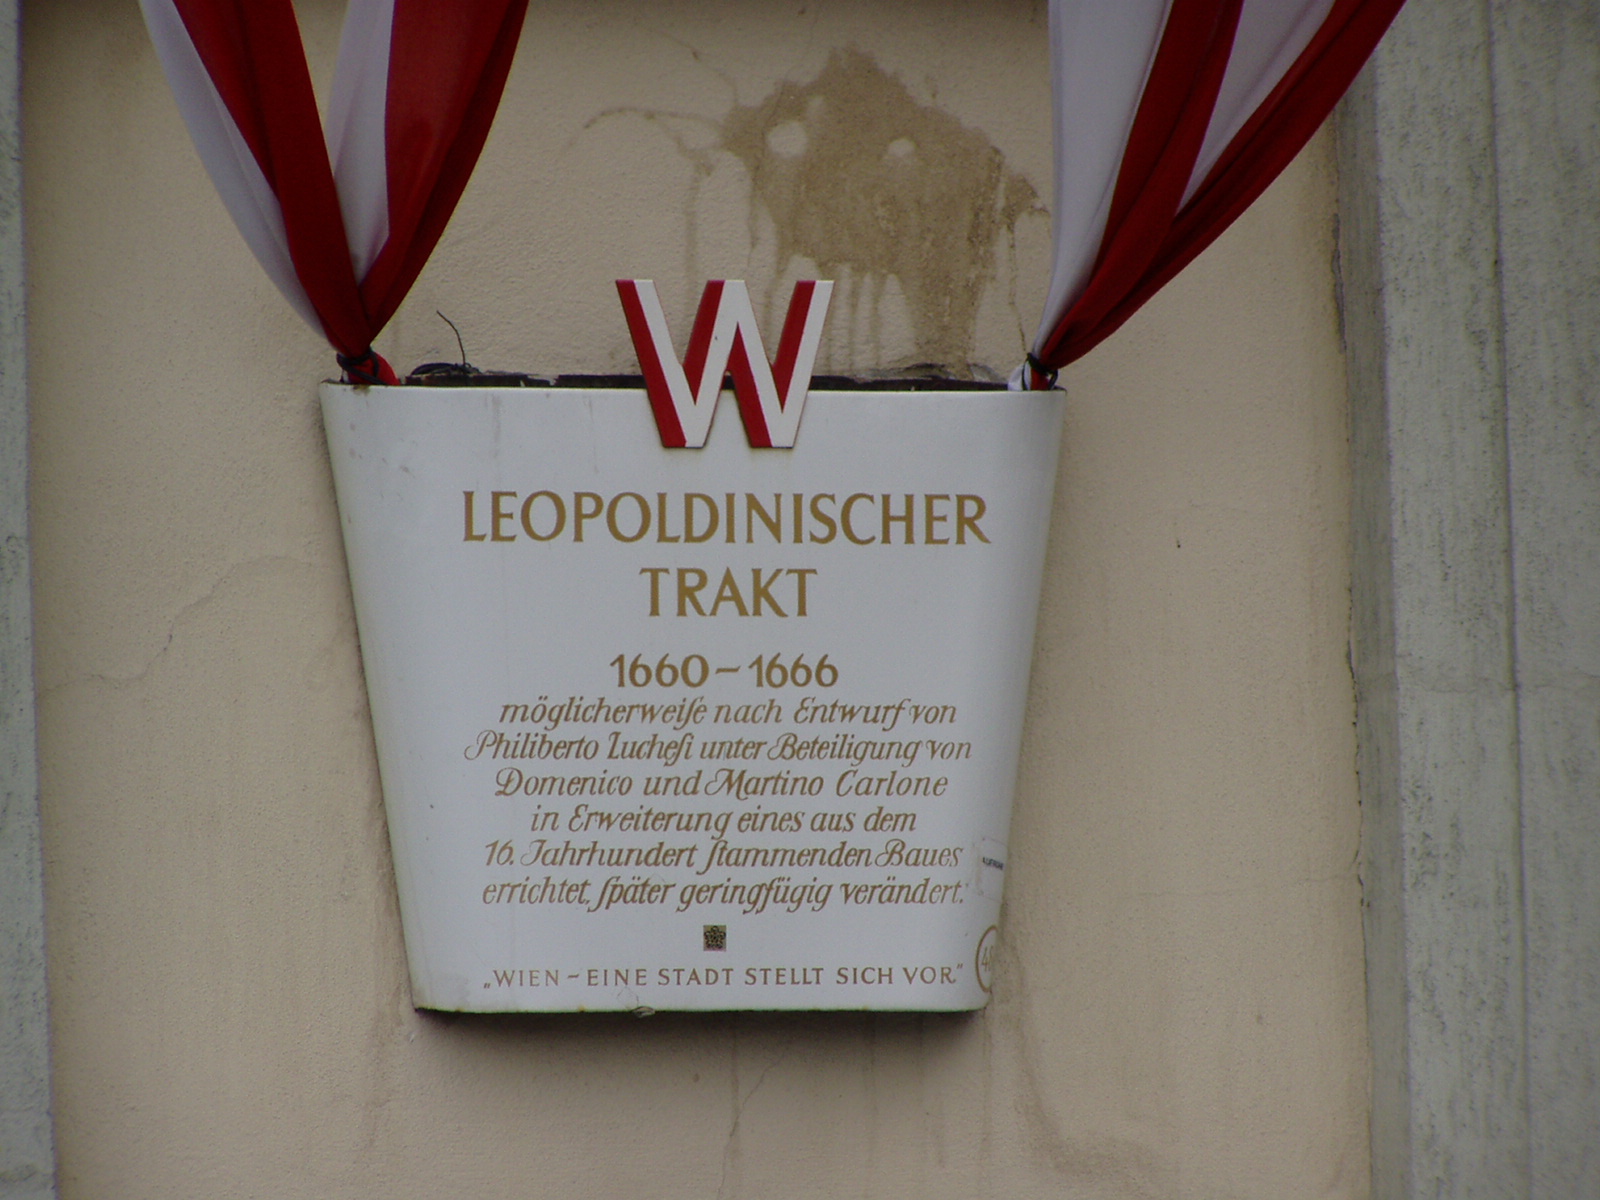 W
LEOPOLDINISCHER
TRAKT
1660–1666
möglicherweiſe nach Entwurf von
Philiberto Lucheſi unter Beteiligung von
Domenico und Martino Carlone
in Erweiterung eines aus dem
16. Jahrhundert ſtammenden Baues
errichtet, ſpäter geringfügig verändert.
„WIEN – EINE STADT STELLT SICH VOR”